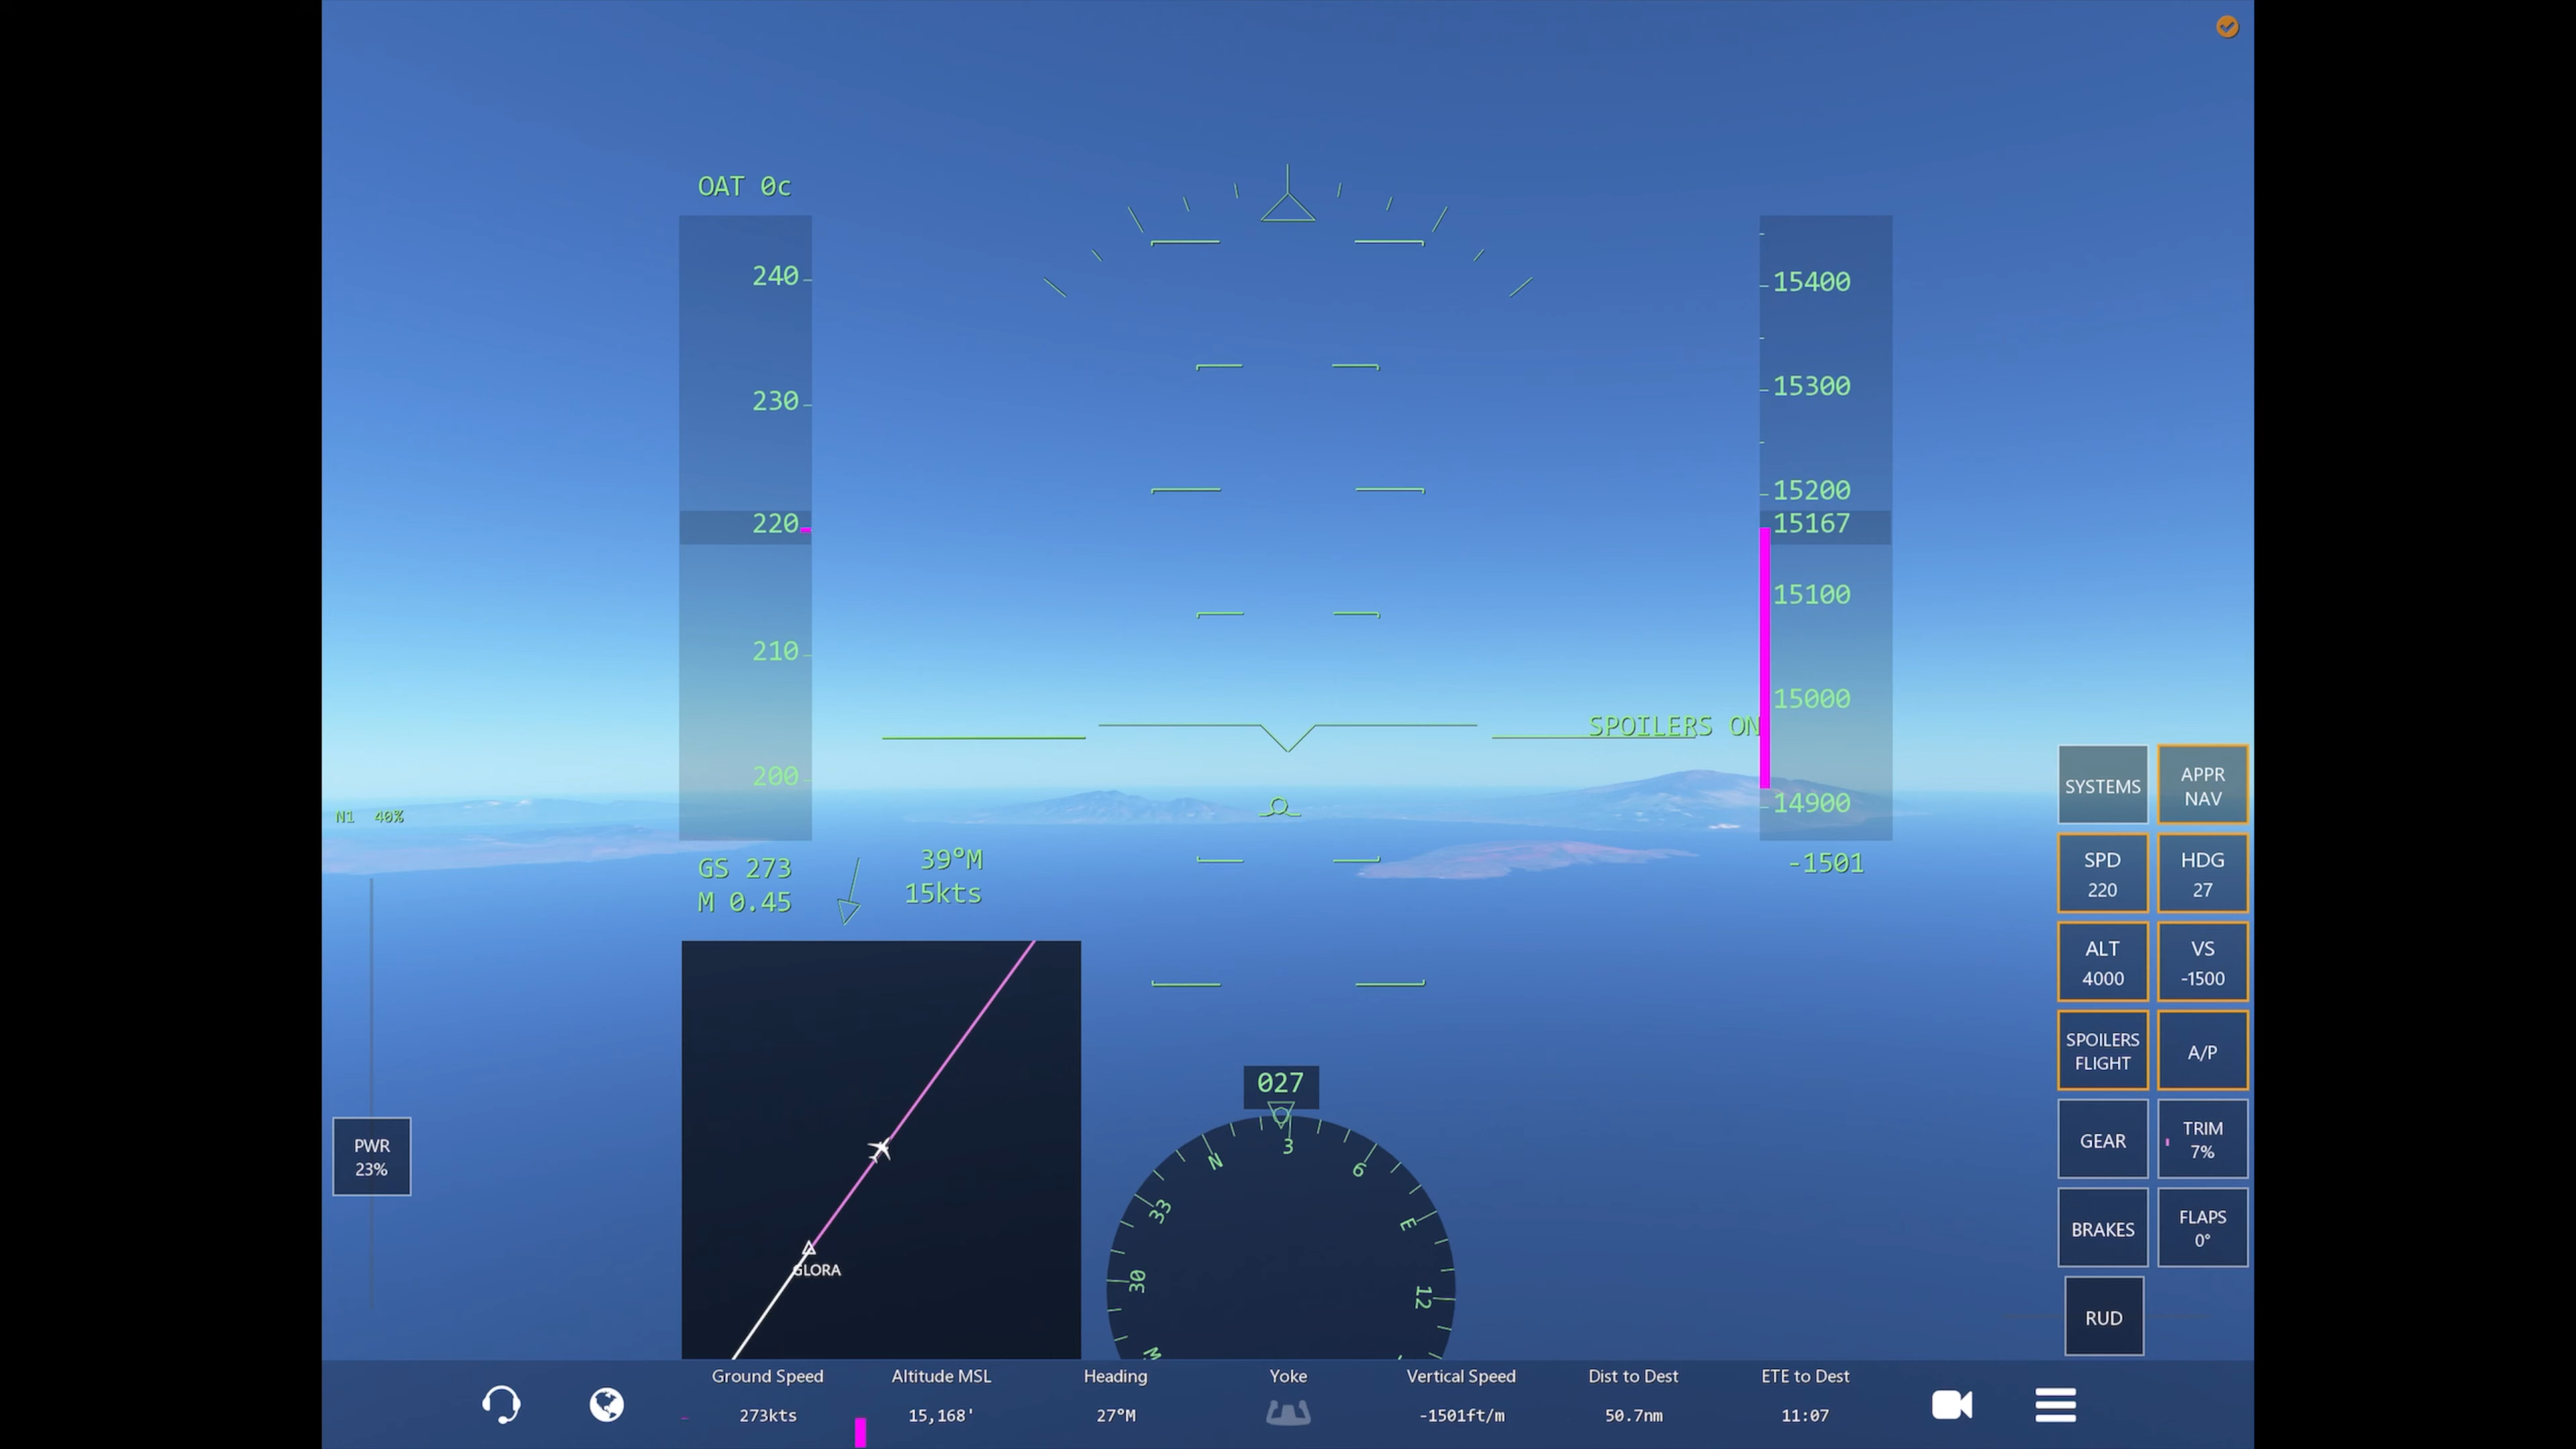 OAT 0c
240
230
220
210
200
15400
15300
15200
15167
15100
15000
14900
-1501
SPOILERS ON
N1 40%
GS 273
M 0.45
39°M
15kts
GLORA
027
N
3
6
E
12
33
30
W
PWR
23%
SYSTEMS
APPR
NAV
SPD
220
HDG
27
ALT
4000
VS
-1500
SPOILERS
FLIGHT
A/P
GEAR
TRIM
7%
BRAKES
FLAPS
0°
RUD
Ground Speed
273kts
Altitude MSL
15,168'
Heading
27°M
Yoke
Vertical Speed
-1501ft/m
Dist to Dest
50.7nm
ETE to Dest
11:07